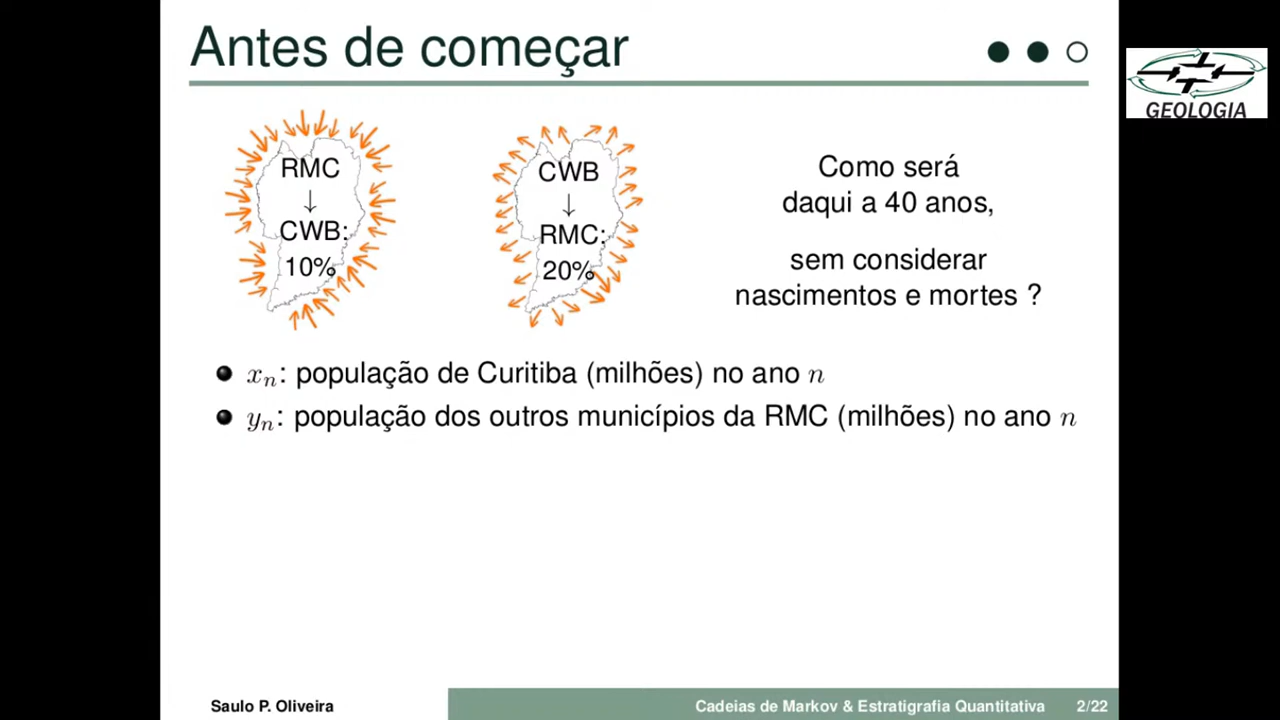 Antes de começar
GEOLOGIA
RMC
↓
CWB:
10%
CWB
↓
RMC:
20%
Como será
daqui a 40 anos,
sem considerar
nascimentos e mortes ?
xₙ: população de Curitiba (milhões) no ano n
yₙ: população dos outros municípios da RMC (milhões) no ano n
Saulo P. Oliveira
Cadeias de Markov & Estratigrafia Quantitativa 2/22